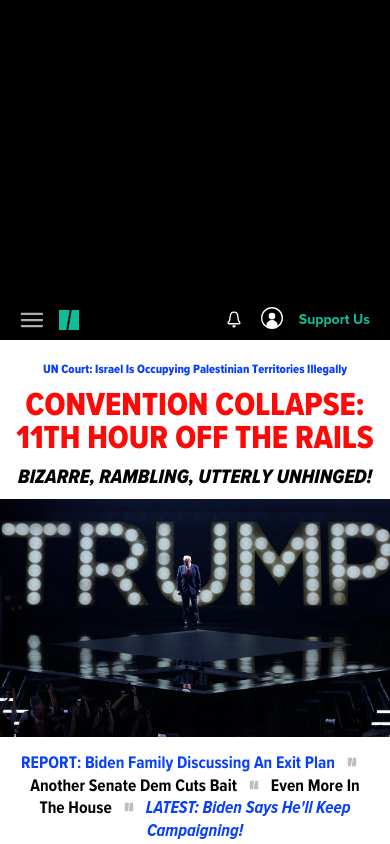 Support Us
UN Court: Israel Is Occupying Palestinian Territories Illegally
CONVENTION COLLAPSE:
11TH HOUR OFF THE RAILS
BIZARRE, RAMBLING, UTTERLY UNHINGED!
TRUMP
REPORT: Biden Family Discussing An Exit Plan
Another Senate Dem Cuts Bait Even More In
The House LATEST: Biden Says He'll Keep
Campaigning!